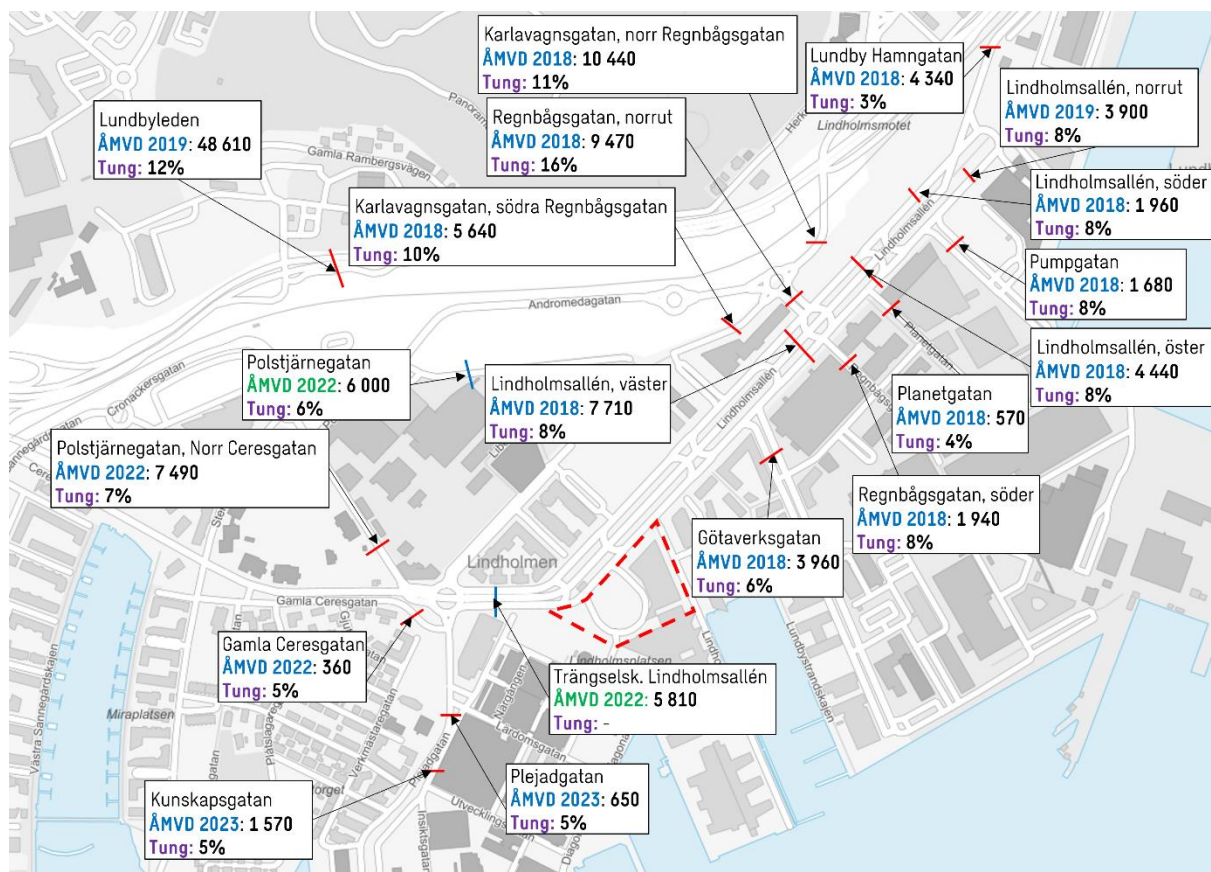 Karlavagnsgatan, norr Regnbågsgatan
ÅMVD 2018: 10 440
Tung: 11%
Lundby Hamngatan
ÅMVD 2018: 4 340
Tung: 3%
Lindholmsallén, norrut
ÅMVD 2019: 3 900
Tung: 8%
Lundbyleden
ÅMVD 2019: 48 610
Tung: 12%
Regnbågsgatan, norrut
ÅMVD 2018: 9 470
Tung: 16%
Lindholmsallén, söder
ÅMVD 2018: 1 960
Tung: 8%
Karlavagnsgatan, södra Regnbågsgatan
ÅMVD 2018: 5 640
Tung: 10%
Pumpgatan
ÅMVD 2018: 1 680
Tung: 8%
Polstjärnegatan
ÅMVD 2022: 6 000
Tung: 6%
Lindholmsallén, väster
ÅMVD 2018: 7 710
Tung: 8%
Planetgatan
ÅMVD 2018: 570
Tung: 4%
Lindholmsallén, öster
ÅMVD 2018: 4 440
Tung: 8%
Polstjärnegatan, Norr Ceresgatan
ÅMVD 2022: 7 490
Tung: 7%
Regnbågsgatan, söder
ÅMVD 2018: 1 940
Tung: 8%
Götaverksgatan
ÅMVD 2018: 3 960
Tung: 6%
Gamla Ceresgatan
ÅMVD 2022: 360
Tung: 5%
Trängselsk. Lindholmsallén
ÅMVD 2022: 5 810
Tung: -
Kunskapsgatan
ÅMVD 2023: 1 570
Tung: 5%
Plejadgatan
ÅMVD 2023: 650
Tung: 5%
Gamla Rambergsvägen
Lindholmsmotet
Lindholmsallén
Andromedagatan
Cronackersgatan
Planetgatan
Lindholmsallén
Lindholmen
Gamla Ceresgatan
Lindholmsplatsen
Lundbystrandskajen
Miraplatsen
Västra Sannegårdskajen
Verkmästaregatan
Nargången
Lardomsgatan
Plejadgatan
Insiktsgatan